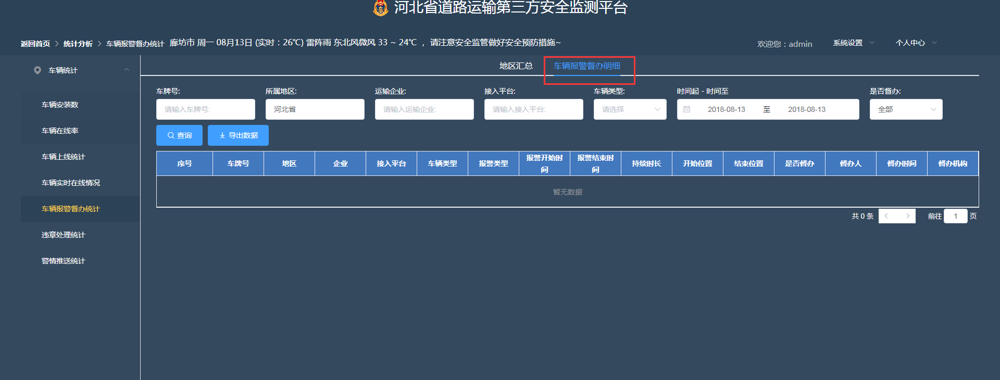 河北省道路运输第三方安全监测平台
返回首页 > 统计分析 > 车辆报警督办统计 廊坊市 周一 08月13日 (实时：26℃) 雷阵雨 东北风微风 33 ~ 24℃ ，请注意安全监管做好安全预防措施~
欢迎您：admin 系统设置 个人中心
车辆统计
车辆安装数
车辆在线率
车辆上线统计
车辆实时在线情况
车辆报警督办统计
违章处理统计
警情推送统计
地区汇总 车辆报警督办明细
车牌号: 所属地区: 运输企业: 接入平台: 车辆类型: 时间起 - 时间至 是否督办:
请输入车牌号: 河北省 请输入运输企业: 请输入接入平台: 请选择 2018-08-13 至 2018-08-13 全部
查询 导出数据
序号 车牌号 地区 企业 接入平台 车辆类型 报警类型 报警开始时间 报警结束时间 持续时长 开始位置 结束位置 是否督办 督办人 督办时间 督办机构
暂无数据
共 0 条 < > 前往 1 页